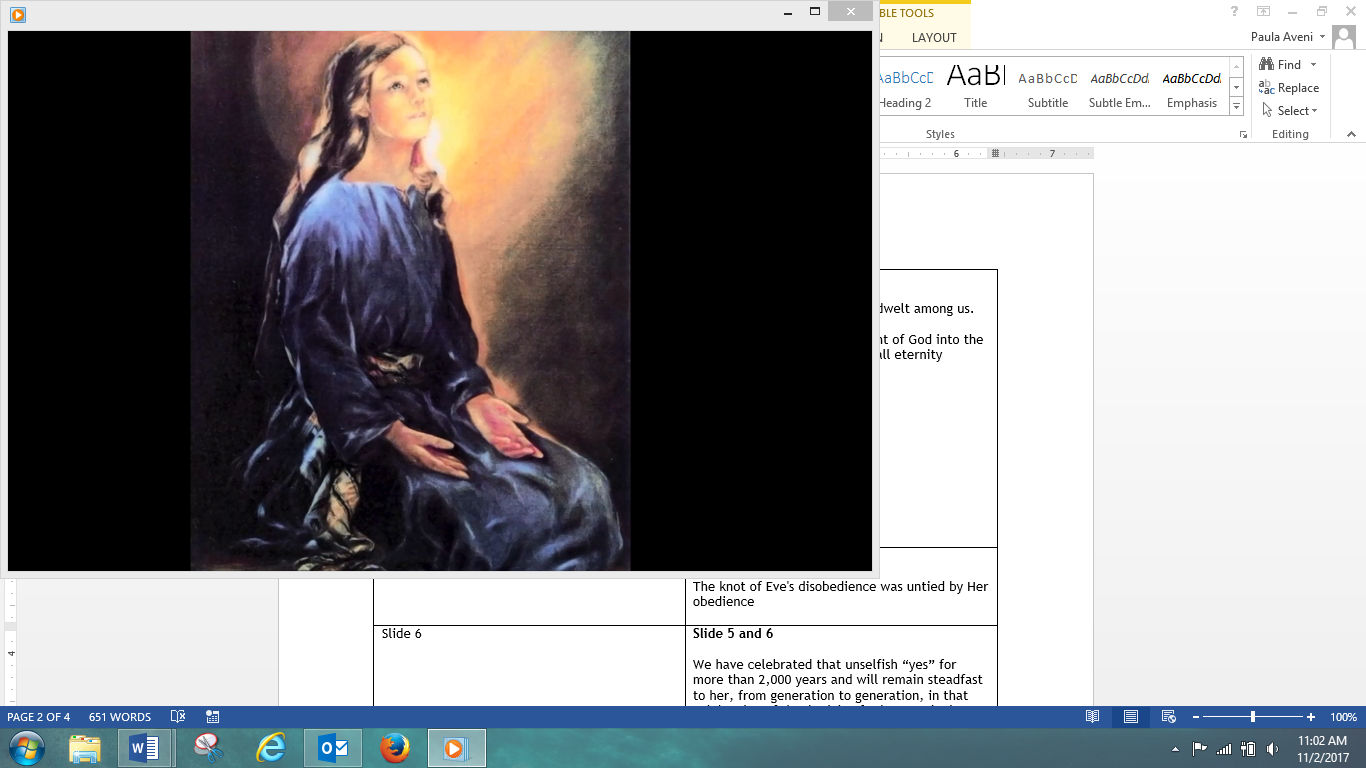 BLE TOOLS
LAYOUT
Paula Aveni
AaBbCcD
AaBl
AaBbCcD
AaBbCcDd
AaBbCcDd
Heading 2
Title
Subtitle
Subtle Em...
Emphasis
Styles
Find
Replace
Select
Editing
6
7
dwelt among us.
nt of God into the
all eternity
The knot of Eve's disobedience was untied by Her
obedience
Slide 6
Slide 5 and 6
We have celebrated that unselfish “yes” for
more than 2,000 years and will remain steadfast
to her, from generation to generation, in that
4
PAGE 2 OF 4
651 WORDS
100%
11:02 AM
11/2/2017